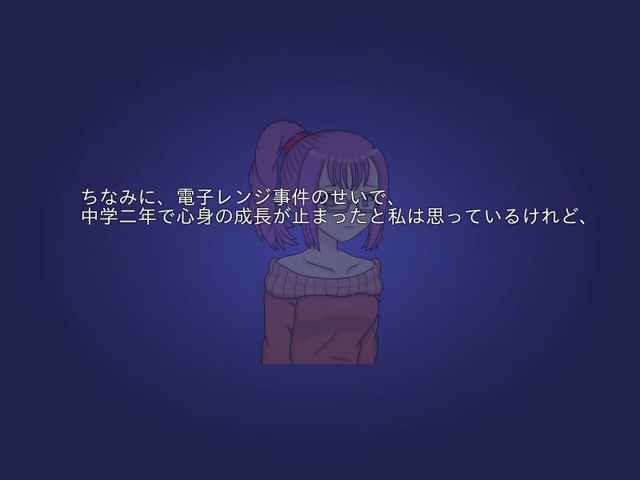 ちなみに、電子レンジ事件のせいで、
中学二年で心身の成長が止まったと私は思っているけれど、